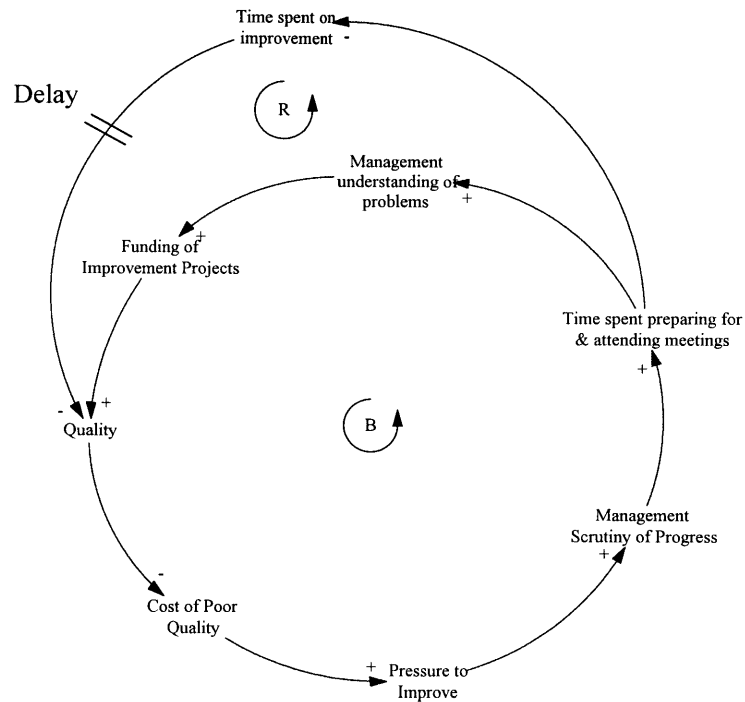 Time spent on
improvement
-
Delay
R
Management
understanding of
problems
+
+
Funding of
Improvement Projects
Time spent preparing for
& attending meetings
+
-
+
Quality
B
Management
Scrutiny of Progress
+
-
Cost of Poor
Quality
+
Pressure to
Improve